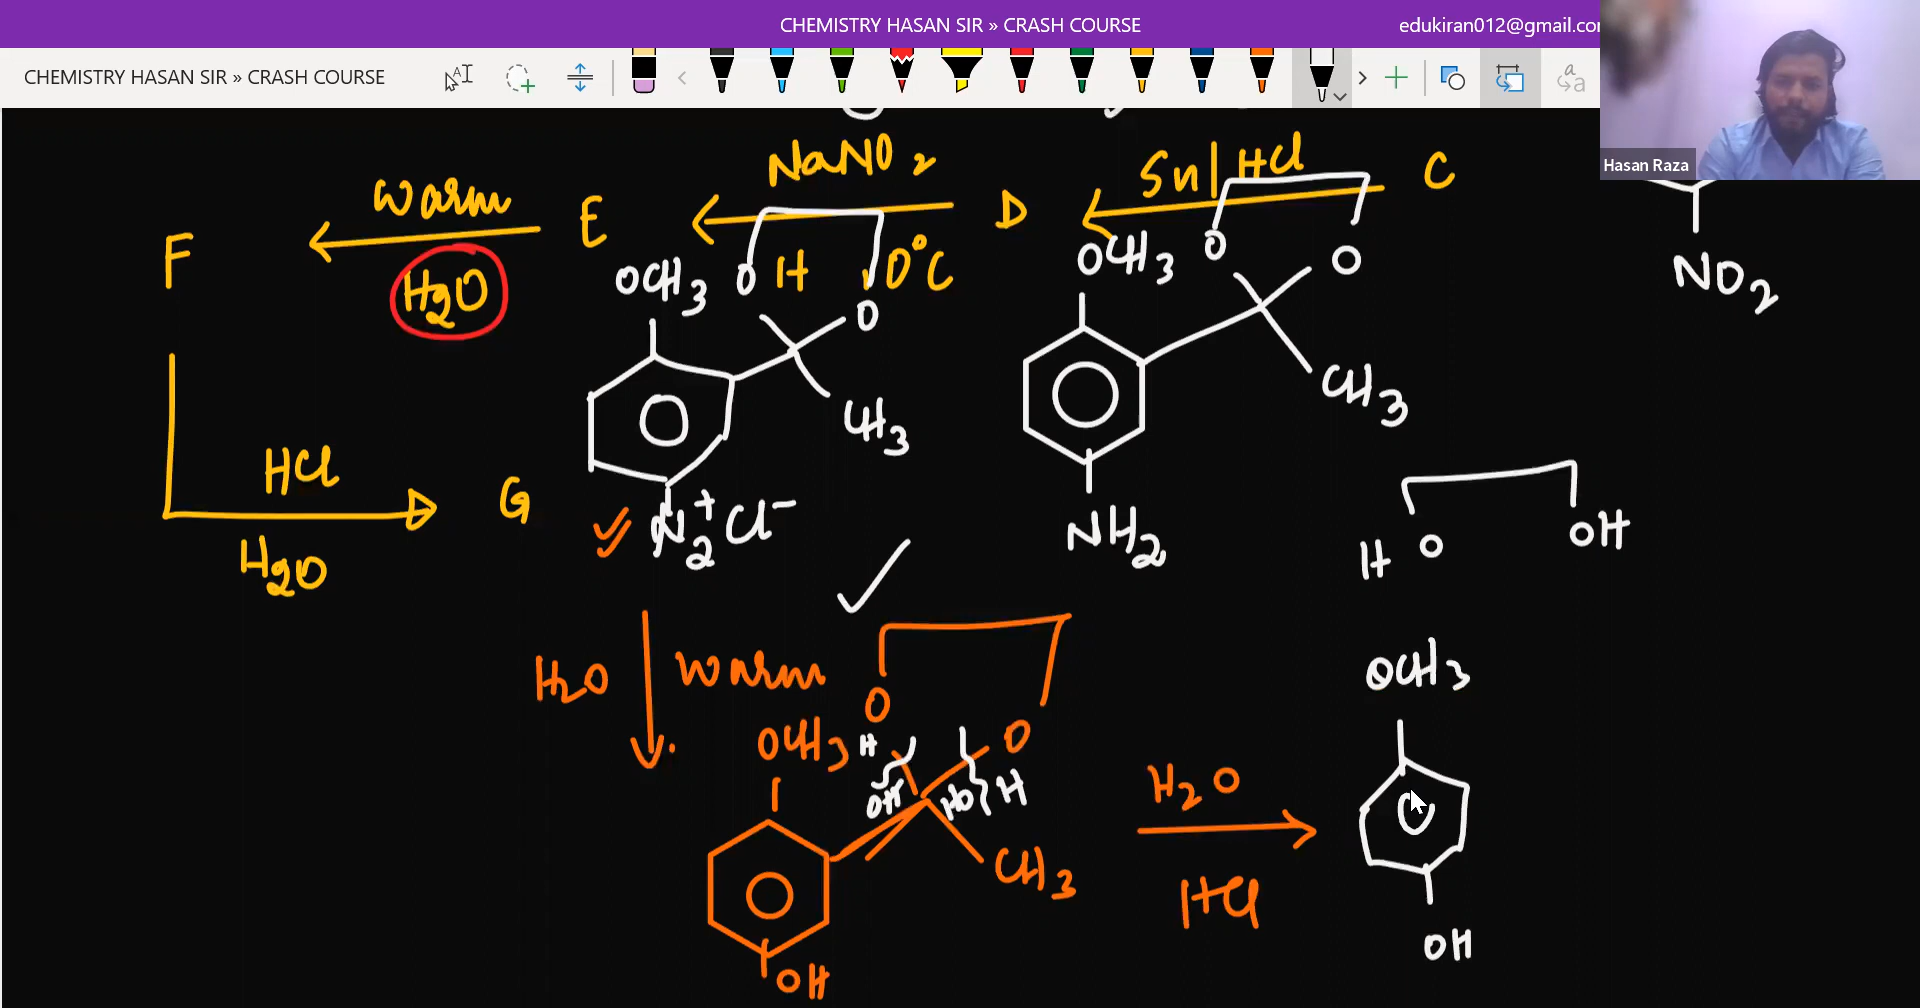 CHEMISTRY HASAN SIR » CRASH COURSE
edukiran012@gmail.co
CHEMISTRY HASAN SIR » CRASH COURSE
Hasan Raza
F
warm
H2O
E
NaNO2
H
0°C
D
Sn|HCl
C
NO2
OCH3
O
O
CH3
N2+Cl-
OCH3
O
O
CH3
NH2
HCl
H2O
G
H
O
OH
H2O
warm
OCH3
O
O
H
OH
HO
H
CH3
OH
H2O
HCl
OCH3
OH